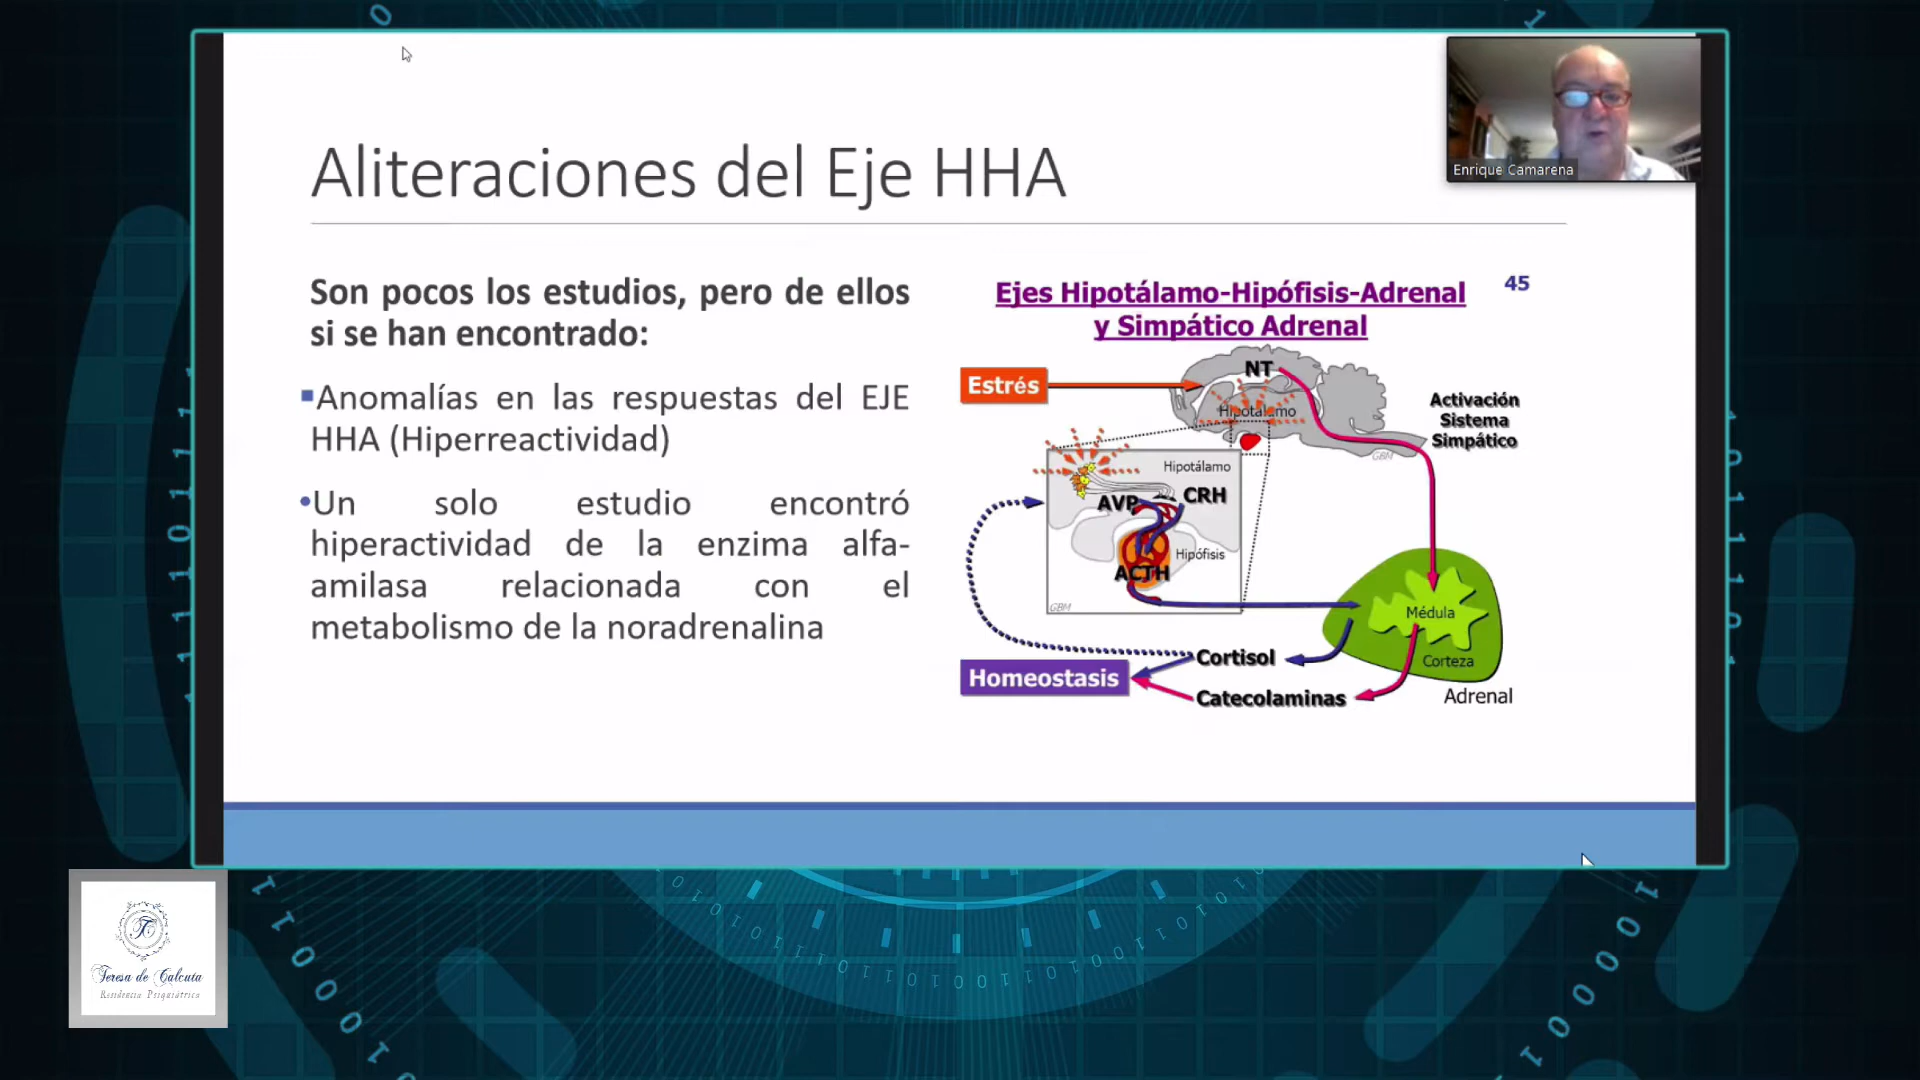 Enrique Camarena
Aliteraciones del Eje HHA
Son pocos los estudios, pero de ellos
si se han encontrado:
▪Anomalías en las respuestas del EJE
HHA (Hiperreactividad)
•Un solo estudio encontró
hiperactividad de la enzima alfa-
amilasa relacionada con el
metabolismo de la noradrenalina
Ejes Hipotálamo-Hipófisis-Adrenal
y Simpático Adrenal
45
Estrés
NT
Hipotálamo
Activación
Sistema
Simpático
GBM
Hipotálamo
AVP
CRH
Hipófisis
ACTH
GBM
Médula
Corteza
Adrenal
Cortisol
Homeostasis
Catecolaminas
Teresa de Calcuta
Residencia Psiquiátrica